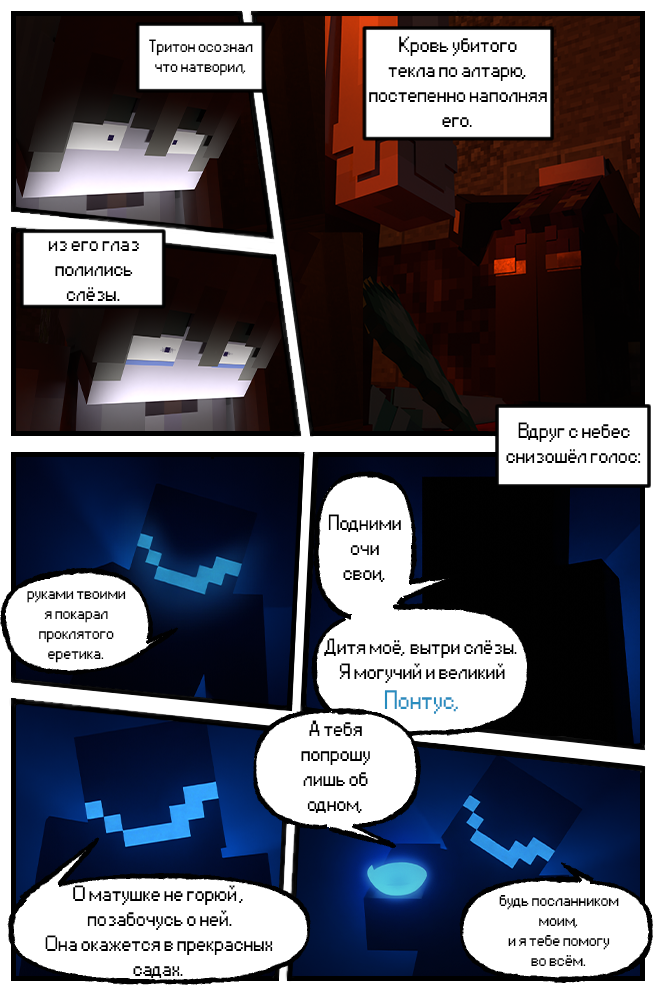 Тритон осознал
что натворил,
Кровь убитого
текла по алтарю,
постепенно наполняя
его.
из его глаз
полились
слёзы.
Вдруг с небес
снизошёл голос:
Подними
очи
свои,
Дитя моё, вытри слёзы.
Я могучий и великий
Понтус,
руками твоими
я покарал
проклятого
еретика.
О матушке не горюй,
позабочусь о ней.
Она окажется в прекрасных
садах.
А тебя
попрошу
лишь об
одном,
будь посланником
моим,
и я тебе помогу
во всём.